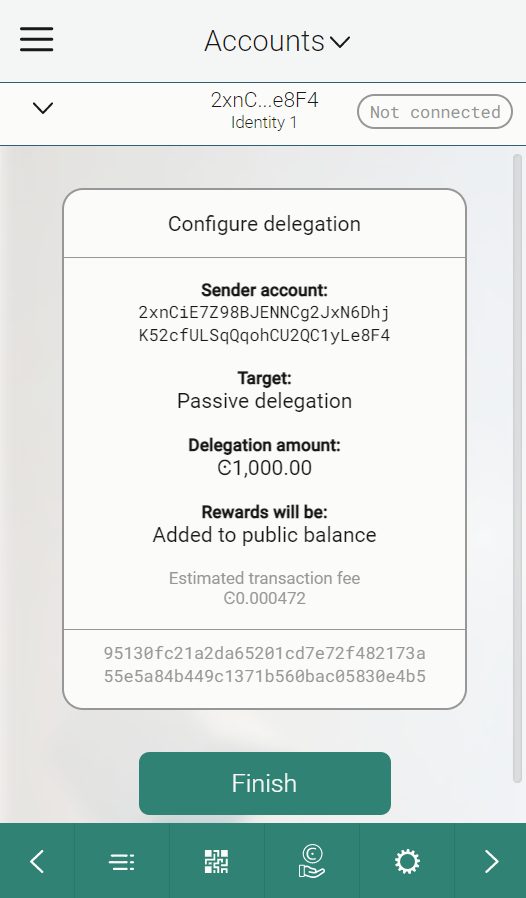 Accounts
2xnC...e8F4
Identity 1
Not connected
Configure delegation
Sender account:
2xnCiE7Z98BJENNCg2JxN6Dhj
K52cfULSqQqohCU2QC1yLe8F4
Target:
Passive delegation
Delegation amount:
Ͼ1,000.00
Rewards will be:
Added to public balance
Estimated transaction fee
Ͼ0.000472
95130fc21a2da65201cd7e72f482173a
55e5a84b449c1371b560bac05830e4b5
Finish